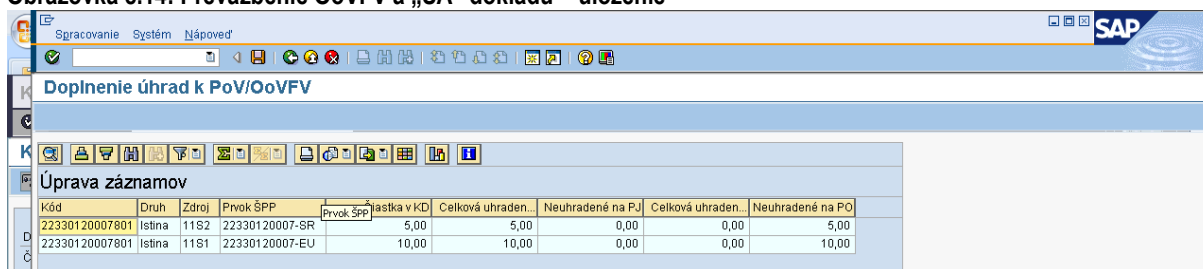 Spracovanie Systém Nápoveď
SAP
Doplnenie úhrad k PoV/OoVFV
Úprava záznamov
Kód Druh Zdroj Prvok ŠPP čiastka v KD Celková uhraden... Neuhradené na PJ Celková uhraden... Neuhradené na PO
Prvok ŠPP
22330120007801 Istina 11S2 22330120007-SR 5,00 5,00 0,00 0,00 5,00
22330120007801 Istina 11S1 22330120007-EU 10,00 10,00 0,00 0,00 10,00